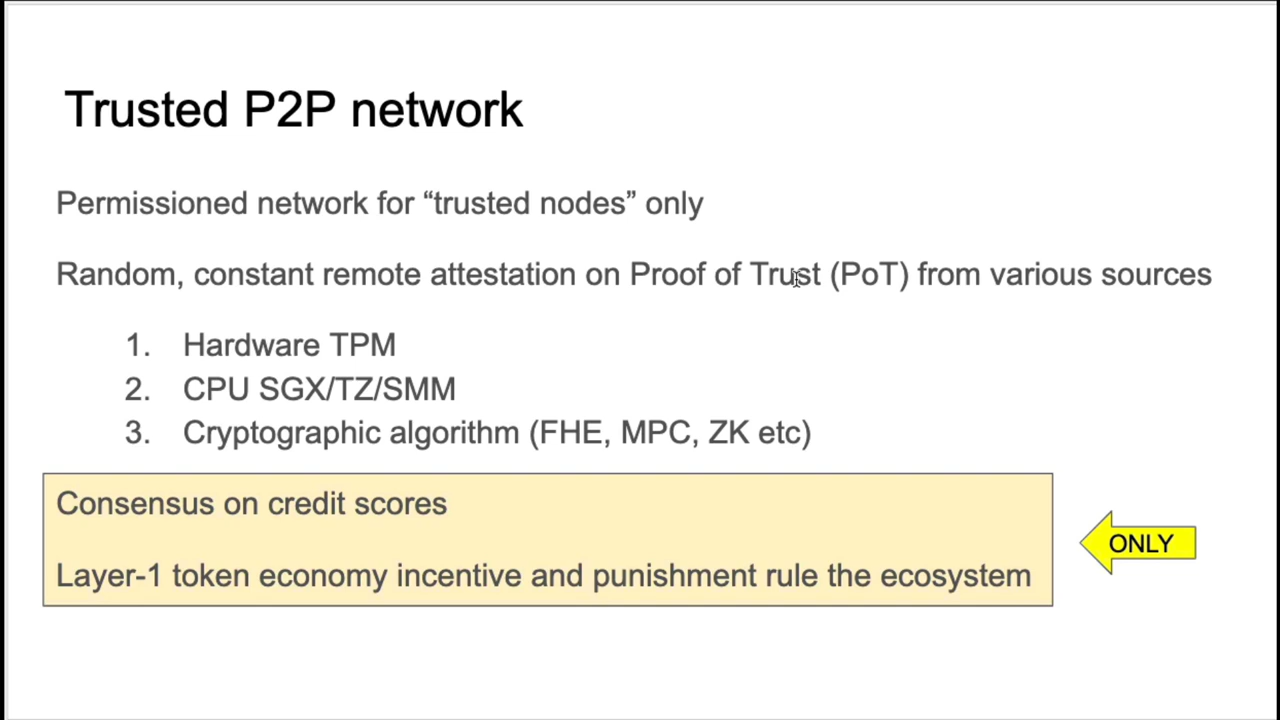 Trusted P2P network
Permissioned network for “trusted nodes” only
Random, constant remote attestation on Proof of Trust (PoT) from various sources
1. Hardware TPM
2. CPU SGX/TZ/SMM
3. Cryptographic algorithm (FHE, MPC, ZK etc)
Consensus on credit scores
ONLY
Layer-1 token economy incentive and punishment rule the ecosystem